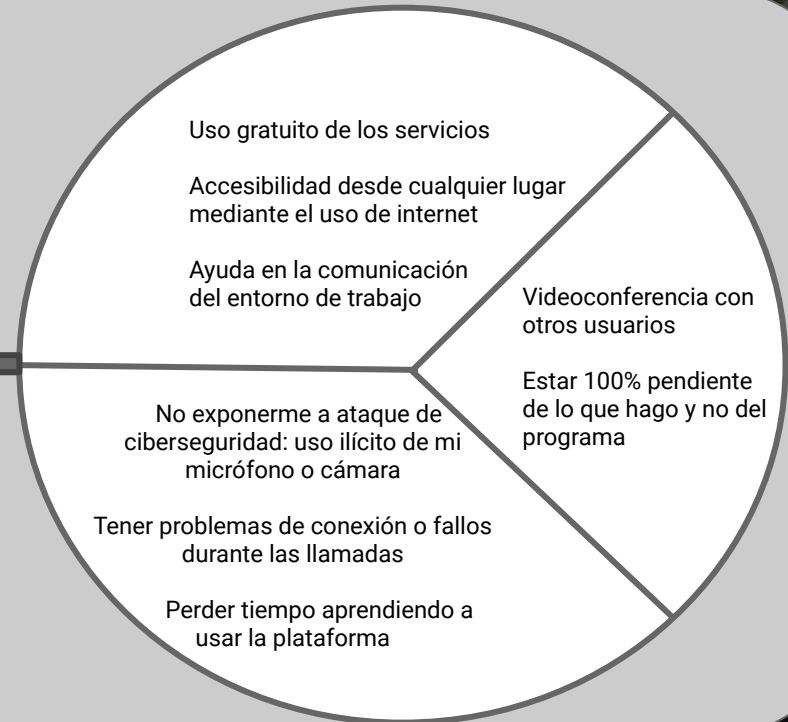 Uso gratuito de los servicios
Accesibilidad desde cualquier lugar
mediante el uso de internet
Ayuda en la comunicación
del entorno de trabajo
Videoconferencia con
otros usuarios
Estar 100% pendiente
de lo que hago y no del
programa
No exponerme a ataque de
ciberseguridad: uso ilícito de mi
micrófono o cámara
Tener problemas de conexión o fallos
durante las llamadas
Perder tiempo aprendiendo a
usar la plataforma